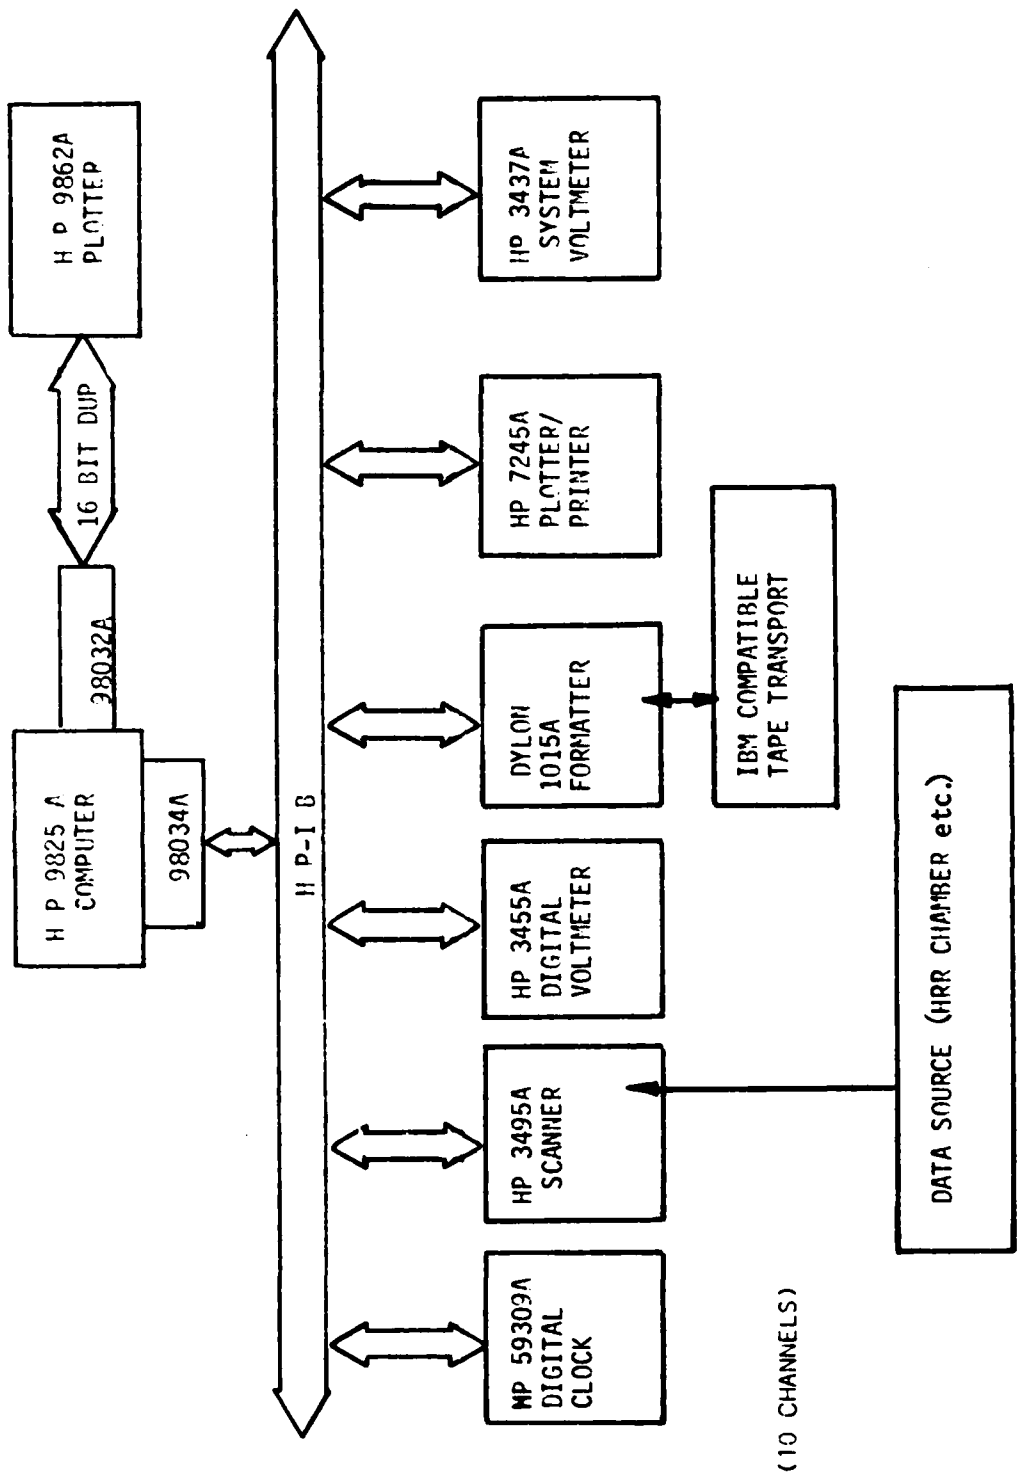 H P 9825 A
COMPUTER
98032A
16 BIT DUP
H P 9862A
PLOTTER
98034A
H P-I B
MP 59309A
DIGITAL
CLOCK
HP 3495A
SCANNER
HP 3455A
DIGITAL
VOLTMETER
DYLON
1015A
FORMATTER
HP 7245A
PLOTTER/
PRINTER
HP 3437A
SYSTEM
VOLTMETER
IBM COMPATIBLE
TAPE TRANSPORT
(10 CHANNELS)
DATA SOURCE (HRR CHAMBER etc.)